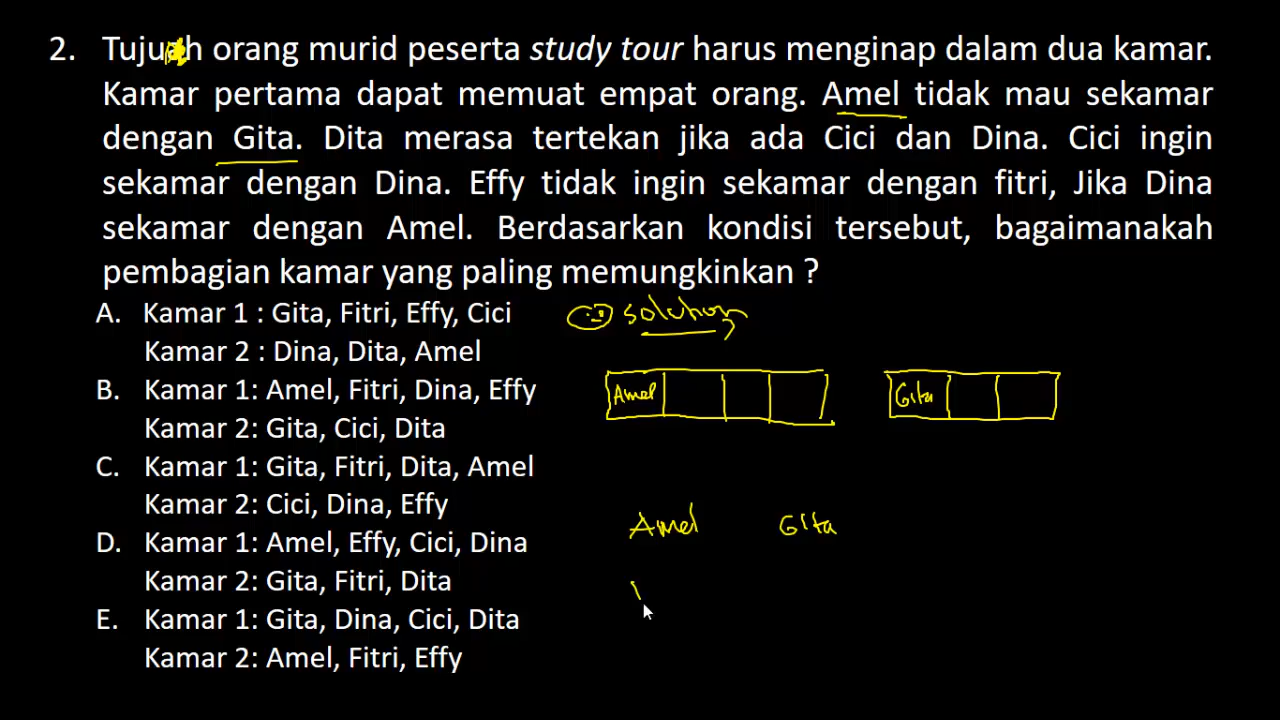 2. Tujuah orang murid peserta study tour harus menginap dalam dua kamar.
Kamar pertama dapat memuat empat orang. Amel tidak mau sekamar
dengan Gita. Dita merasa tertekan jika ada Cici dan Dina. Cici ingin
sekamar dengan Dina. Effy tidak ingin sekamar dengan fitri, Jika Dina
sekamar dengan Amel. Berdasarkan kondisi tersebut, bagaimanakah
pembagian kamar yang paling memungkinkan ?
A. Kamar 1 : Gita, Fitri, Effy, Cici
Kamar 2 : Dina, Dita, Amel
B. Kamar 1: Amel, Fitri, Dina, Effy
Kamar 2: Gita, Cici, Dita
C. Kamar 1: Gita, Fitri, Dita, Amel
Kamar 2: Cici, Dina, Effy
D. Kamar 1: Amel, Effy, Cici, Dina
Kamar 2: Gita, Fitri, Dita
E. Kamar 1: Gita, Dina, Cici, Dita
Kamar 2: Amel, Fitri, Effy
solution
Amel
Gita
Amel Gita